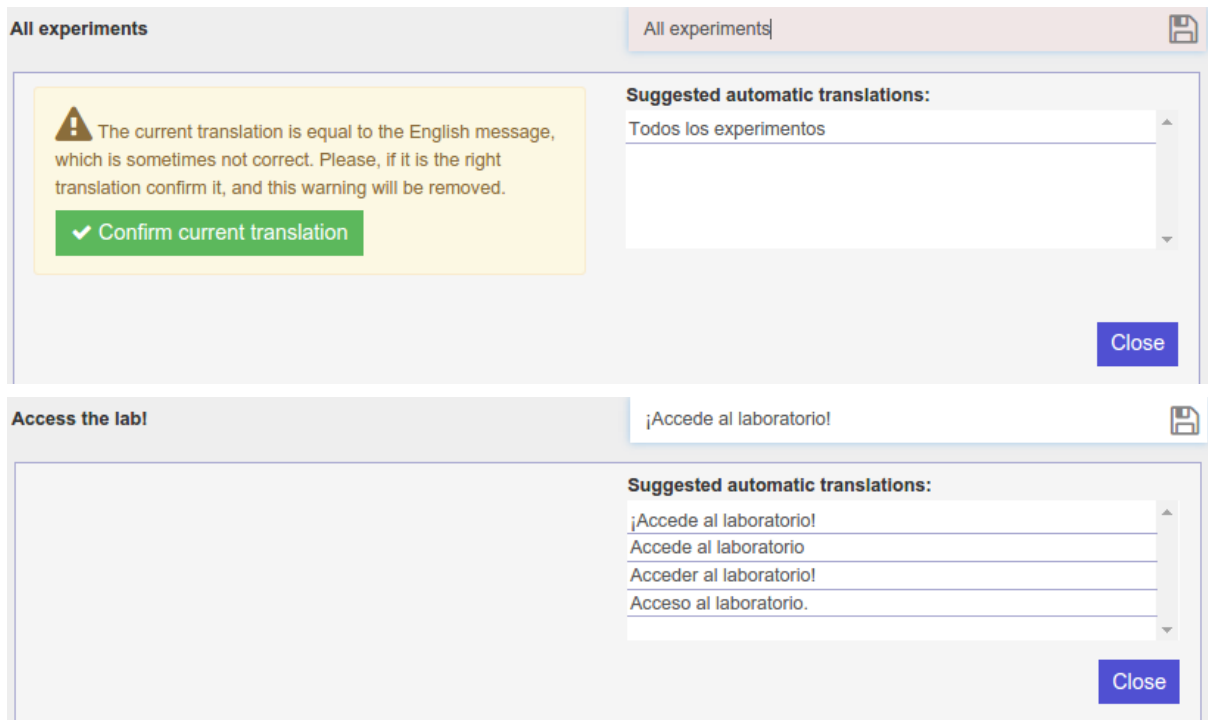 All experiments
All experiments
The current translation is equal to the English message,
which is sometimes not correct. Please, if it is the right
translation confirm it, and this warning will be removed.
Confirm current translation
Suggested automatic translations:
Todos los experimentos
Close
Access the lab!
¡Accede al laboratorio!
Suggested automatic translations:
¡Accede al laboratorio!
Accede al laboratorio
Acceder al laboratorio!
Acceso al laboratorio.
Close